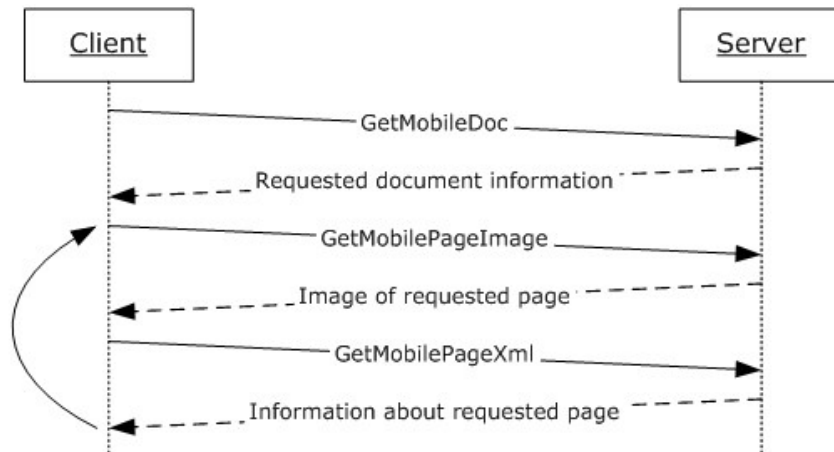 Client
Server
GetMobileDoc
Requested document information
GetMobilePageImage
Image of requested page
GetMobilePageXml
Information about requested page